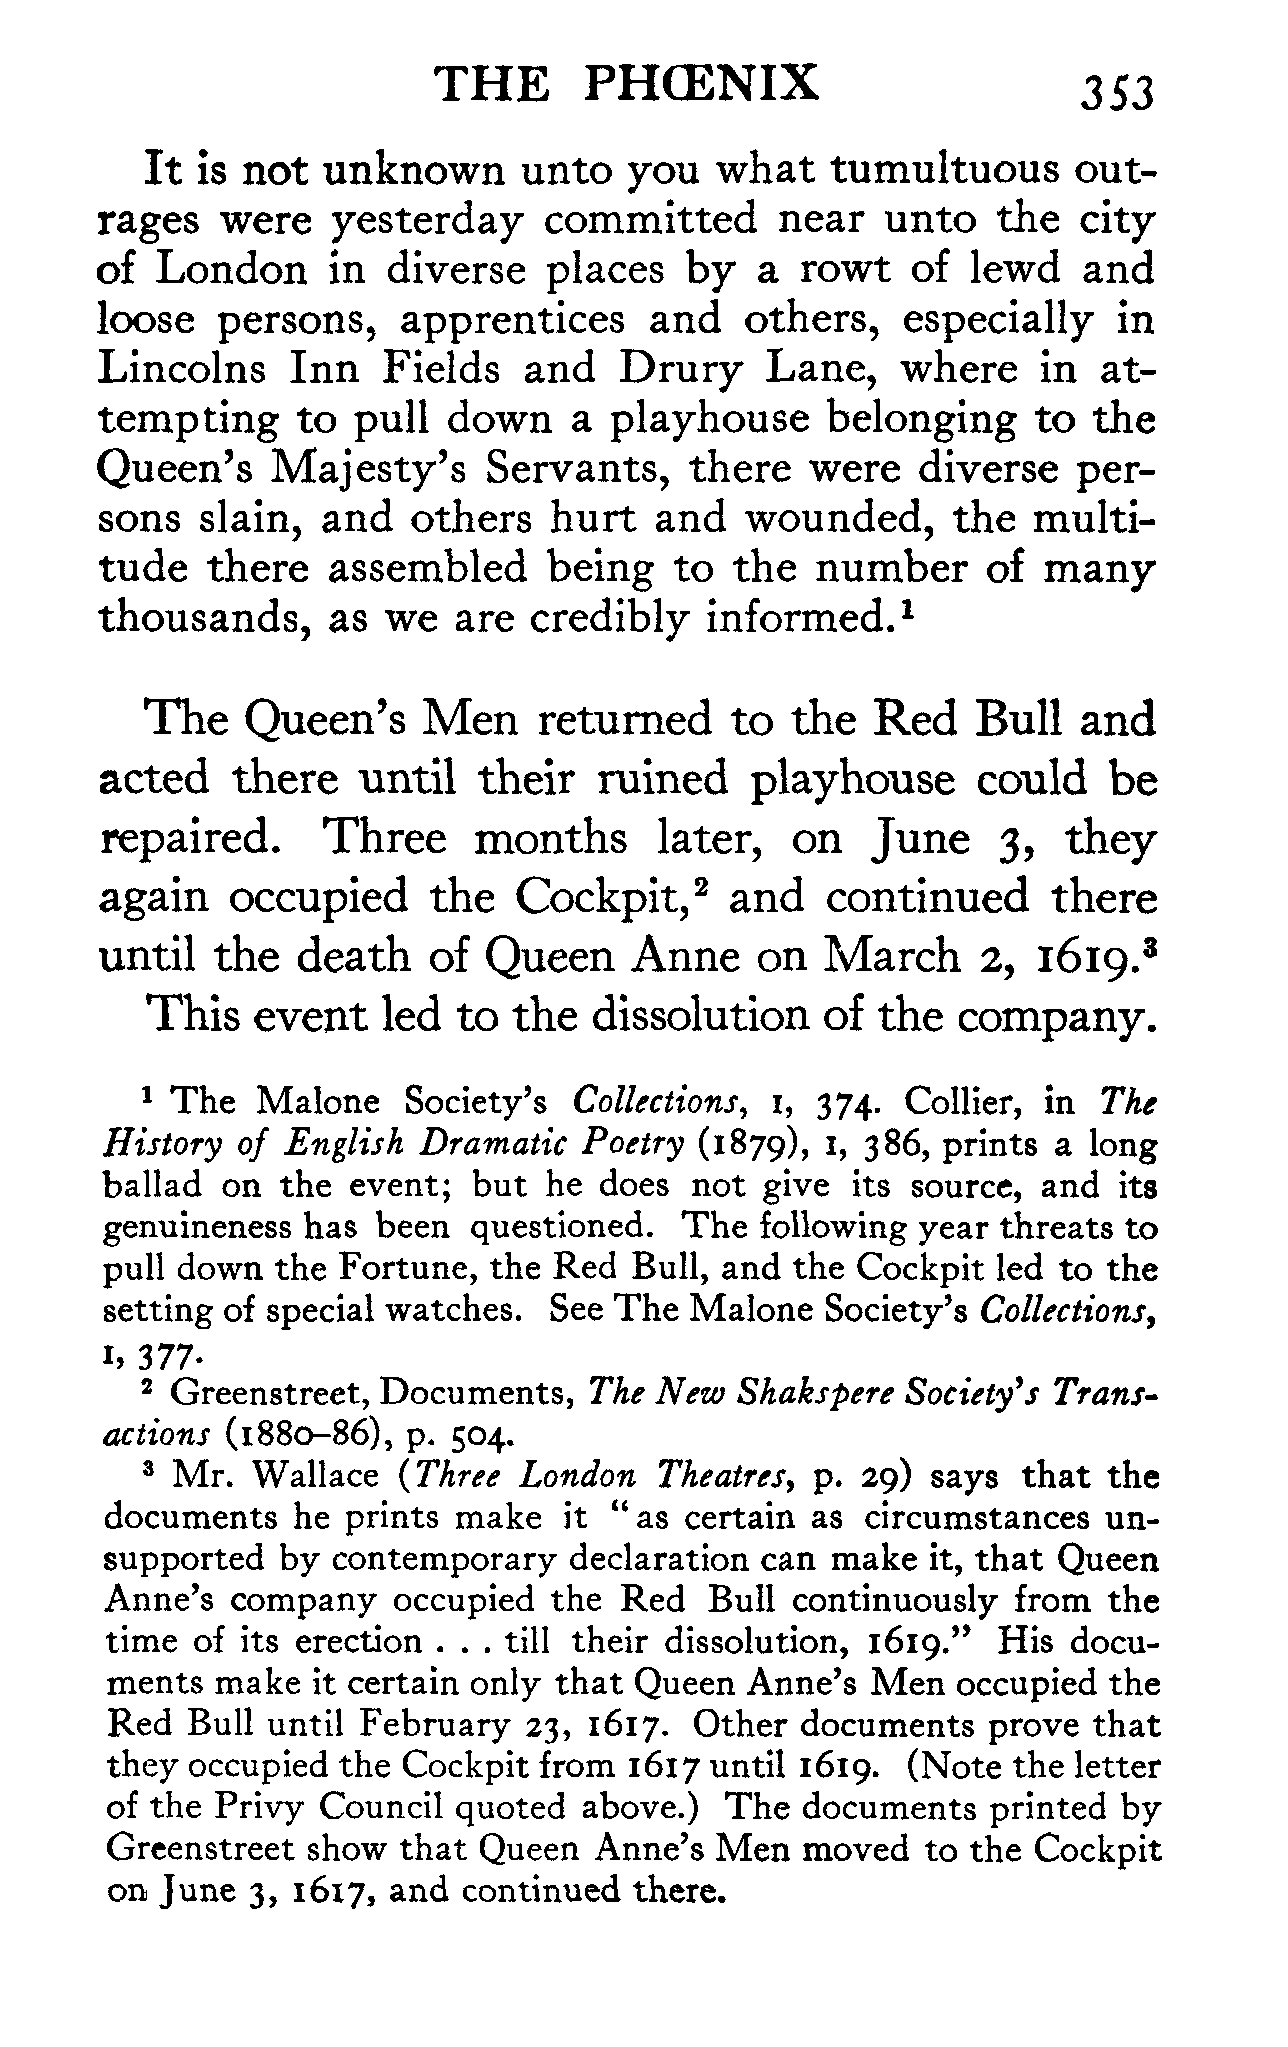 THE PHŒNIX 353
It is not unknown unto you what tumultuous out-
rages were yesterday committed near unto the city
of London in diverse places by a rowt of lewd and
loose persons, apprentices and others, especially in
Lincolns Inn Fields and Drury Lane, where in at-
tempting to pull down a playhouse belonging to the
Queen's Majesty's Servants, there were diverse per-
sons slain, and others hurt and wounded, the multi-
tude there assembled being to the number of many
thousands, as we are credibly informed.¹
The Queen's Men returned to the Red Bull and
acted there until their ruined playhouse could be
repaired. Three months later, on June 3, they
again occupied the Cockpit,² and continued there
until the death of Queen Anne on March 2, 1619.³
This event led to the dissolution of the company.
¹ The Malone Society's Collections, I, 374. Collier, in The
History of English Dramatic Poetry (1879), I, 386, prints a long
ballad on the event; but he does not give its source, and its
genuineness has been questioned. The following year threats to
pull down the Fortune, the Red Bull, and the Cockpit led to the
setting of special watches. See The Malone Society's Collections,
I, 377.
² Greenstreet, Documents, The New Shakspere Society's Trans-
actions (1880–86), p. 504.
³ Mr. Wallace (Three London Theatres, p. 29) says that the
documents he prints make it "as certain as circumstances un-
supported by contemporary declaration can make it, that Queen
Anne's company occupied the Red Bull continuously from the
time of its erection . . . till their dissolution, 1619." His docu-
ments make it certain only that Queen Anne's Men occupied the
Red Bull until February 23, 1617. Other documents prove that
they occupied the Cockpit from 1617 until 1619. (Note the letter
of the Privy Council quoted above.) The documents printed by
Greenstreet show that Queen Anne's Men moved to the Cockpit
on June 3, 1617, and continued there.